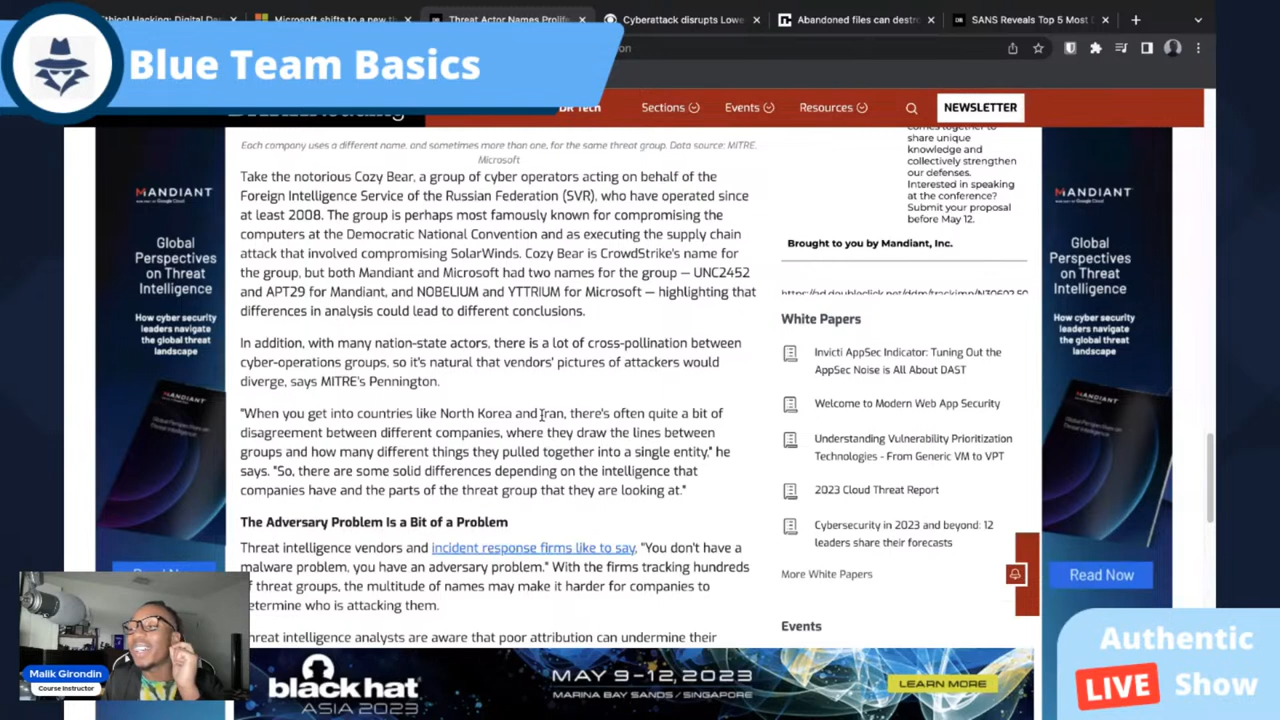 Ethical Hacking: Digital Da
Microsoft shifts to a new th
Threat Actor Names Prolife
Cyberattack disrupts Lowe
Abandoned files can destr
SANS Reveals Top 5 Most
Blue Team Basics
DR Tech
Sections
Events
Resources
NEWSLETTER
Each company uses a different name, and sometimes more than one, for the same threat group. Data source: MITRE,
Microsoft
Take the notorious Cozy Bear, a group of cyber operators acting on behalf of the
Foreign Intelligence Service of the Russian Federation (SVR), who have operated since
at least 2008. The group is perhaps most famously known for compromising the
computers at the Democratic National Convention and as executing the supply chain
attack that involved compromising SolarWinds. Cozy Bear is CrowdStrike's name for
the group, but both Mandiant and Microsoft had two names for the group — UNC2452
and APT29 for Mandiant, and NOBELIUM and YTTRIUM for Microsoft — highlighting that
differences in analysis could lead to different conclusions.
In addition, with many nation-state actors, there is a lot of cross-pollination between
cyber-operations groups, so it's natural that vendors' pictures of attackers would
diverge, says MITRE's Pennington.
"When you get into countries like North Korea and Iran, there's often quite a bit of
disagreement between different companies, where they draw the lines between
groups and how many different things they pulled together into a single entity," he
says. "So, there are some solid differences depending on the intelligence that
companies have and the parts of the threat group that they are looking at."
The Adversary Problem Is a Bit of a Problem
Threat intelligence vendors and incident response firms like to say, "You don't have a
malware problem, you have an adversary problem." With the firms tracking hundreds
of threat groups, the multitude of names may make it harder for companies to
determine who is attacking them.
Threat intelligence analysts are aware that poor attribution can undermine their
comes together to
share unique
knowledge and
collectively strengthen
our defenses.
Interested in speaking
at the conference?
Submit your proposal
before May 12.
Brought to you by Mandiant, Inc.
White Papers
Invicti AppSec Indicator: Tuning Out the
AppSec Noise is All About DAST
Welcome to Modern Web App Security
Understanding Vulnerability Prioritization
Technologies - From Generic VM to VPT
2023 Cloud Threat Report
Cybersecurity in 2023 and beyond: 12
leaders share their forecasts
More White Papers
Events
MANDIANT
Global
Perspectives
on Threat
Intelligence
How cyber security
leaders navigate
the global threat
landscape
MANDIANT
MANDIANT
Global
Perspectives
on Threat
Intelligence
How cyber security
leaders navigate
the global threat
landscape
MANDIANT
Read Now
black hat
ASIA 2023
MAY 9-12, 2023
MARINA BAY SANDS / SINGAPORE
LEARN MORE
Malik Girondin
Course Instructor
Authentic
LIVE Show